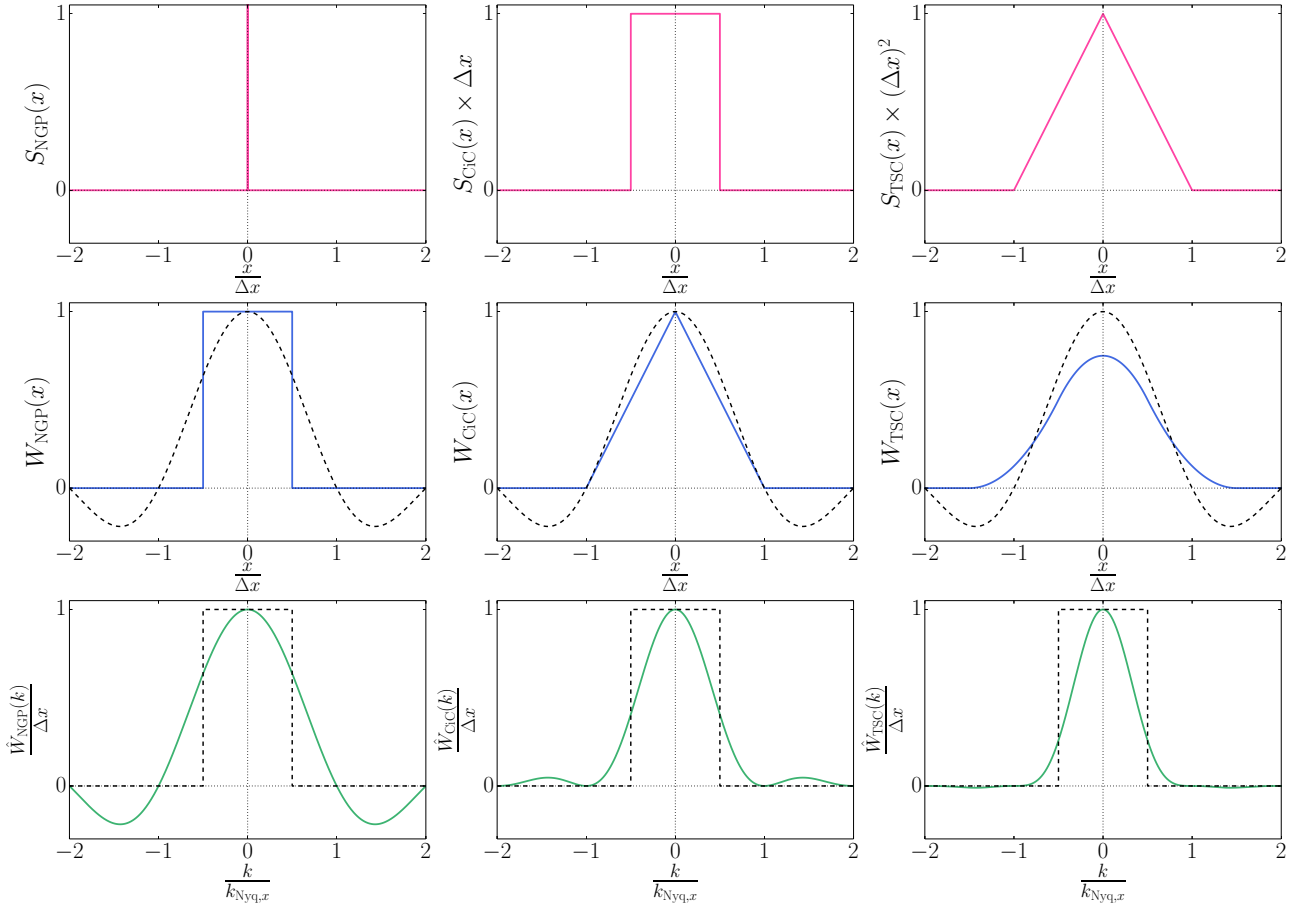 1
0
S_NGP(x)
−2 −1 0 1 2
x/Δx
1
0
S_CiC(x) × Δx
−2 −1 0 1 2
x/Δx
1
0
S_TSC(x) × (Δx)²
−2 −1 0 1 2
x/Δx
1
0
W_NGP(x)
−2 −1 0 1 2
x/Δx
1
0
W_CiC(x)
−2 −1 0 1 2
x/Δx
1
0
W_TSC(x)
−2 −1 0 1 2
x/Δx
1
0
Ŵ_NGP(k)/Δx
−2 −1 0 1 2
k/k_Nyq,x
1
0
Ŵ_CiC(k)/Δx
−2 −1 0 1 2
k/k_Nyq,x
1
0
Ŵ_TSC(k)/Δx
−2 −1 0 1 2
k/k_Nyq,x